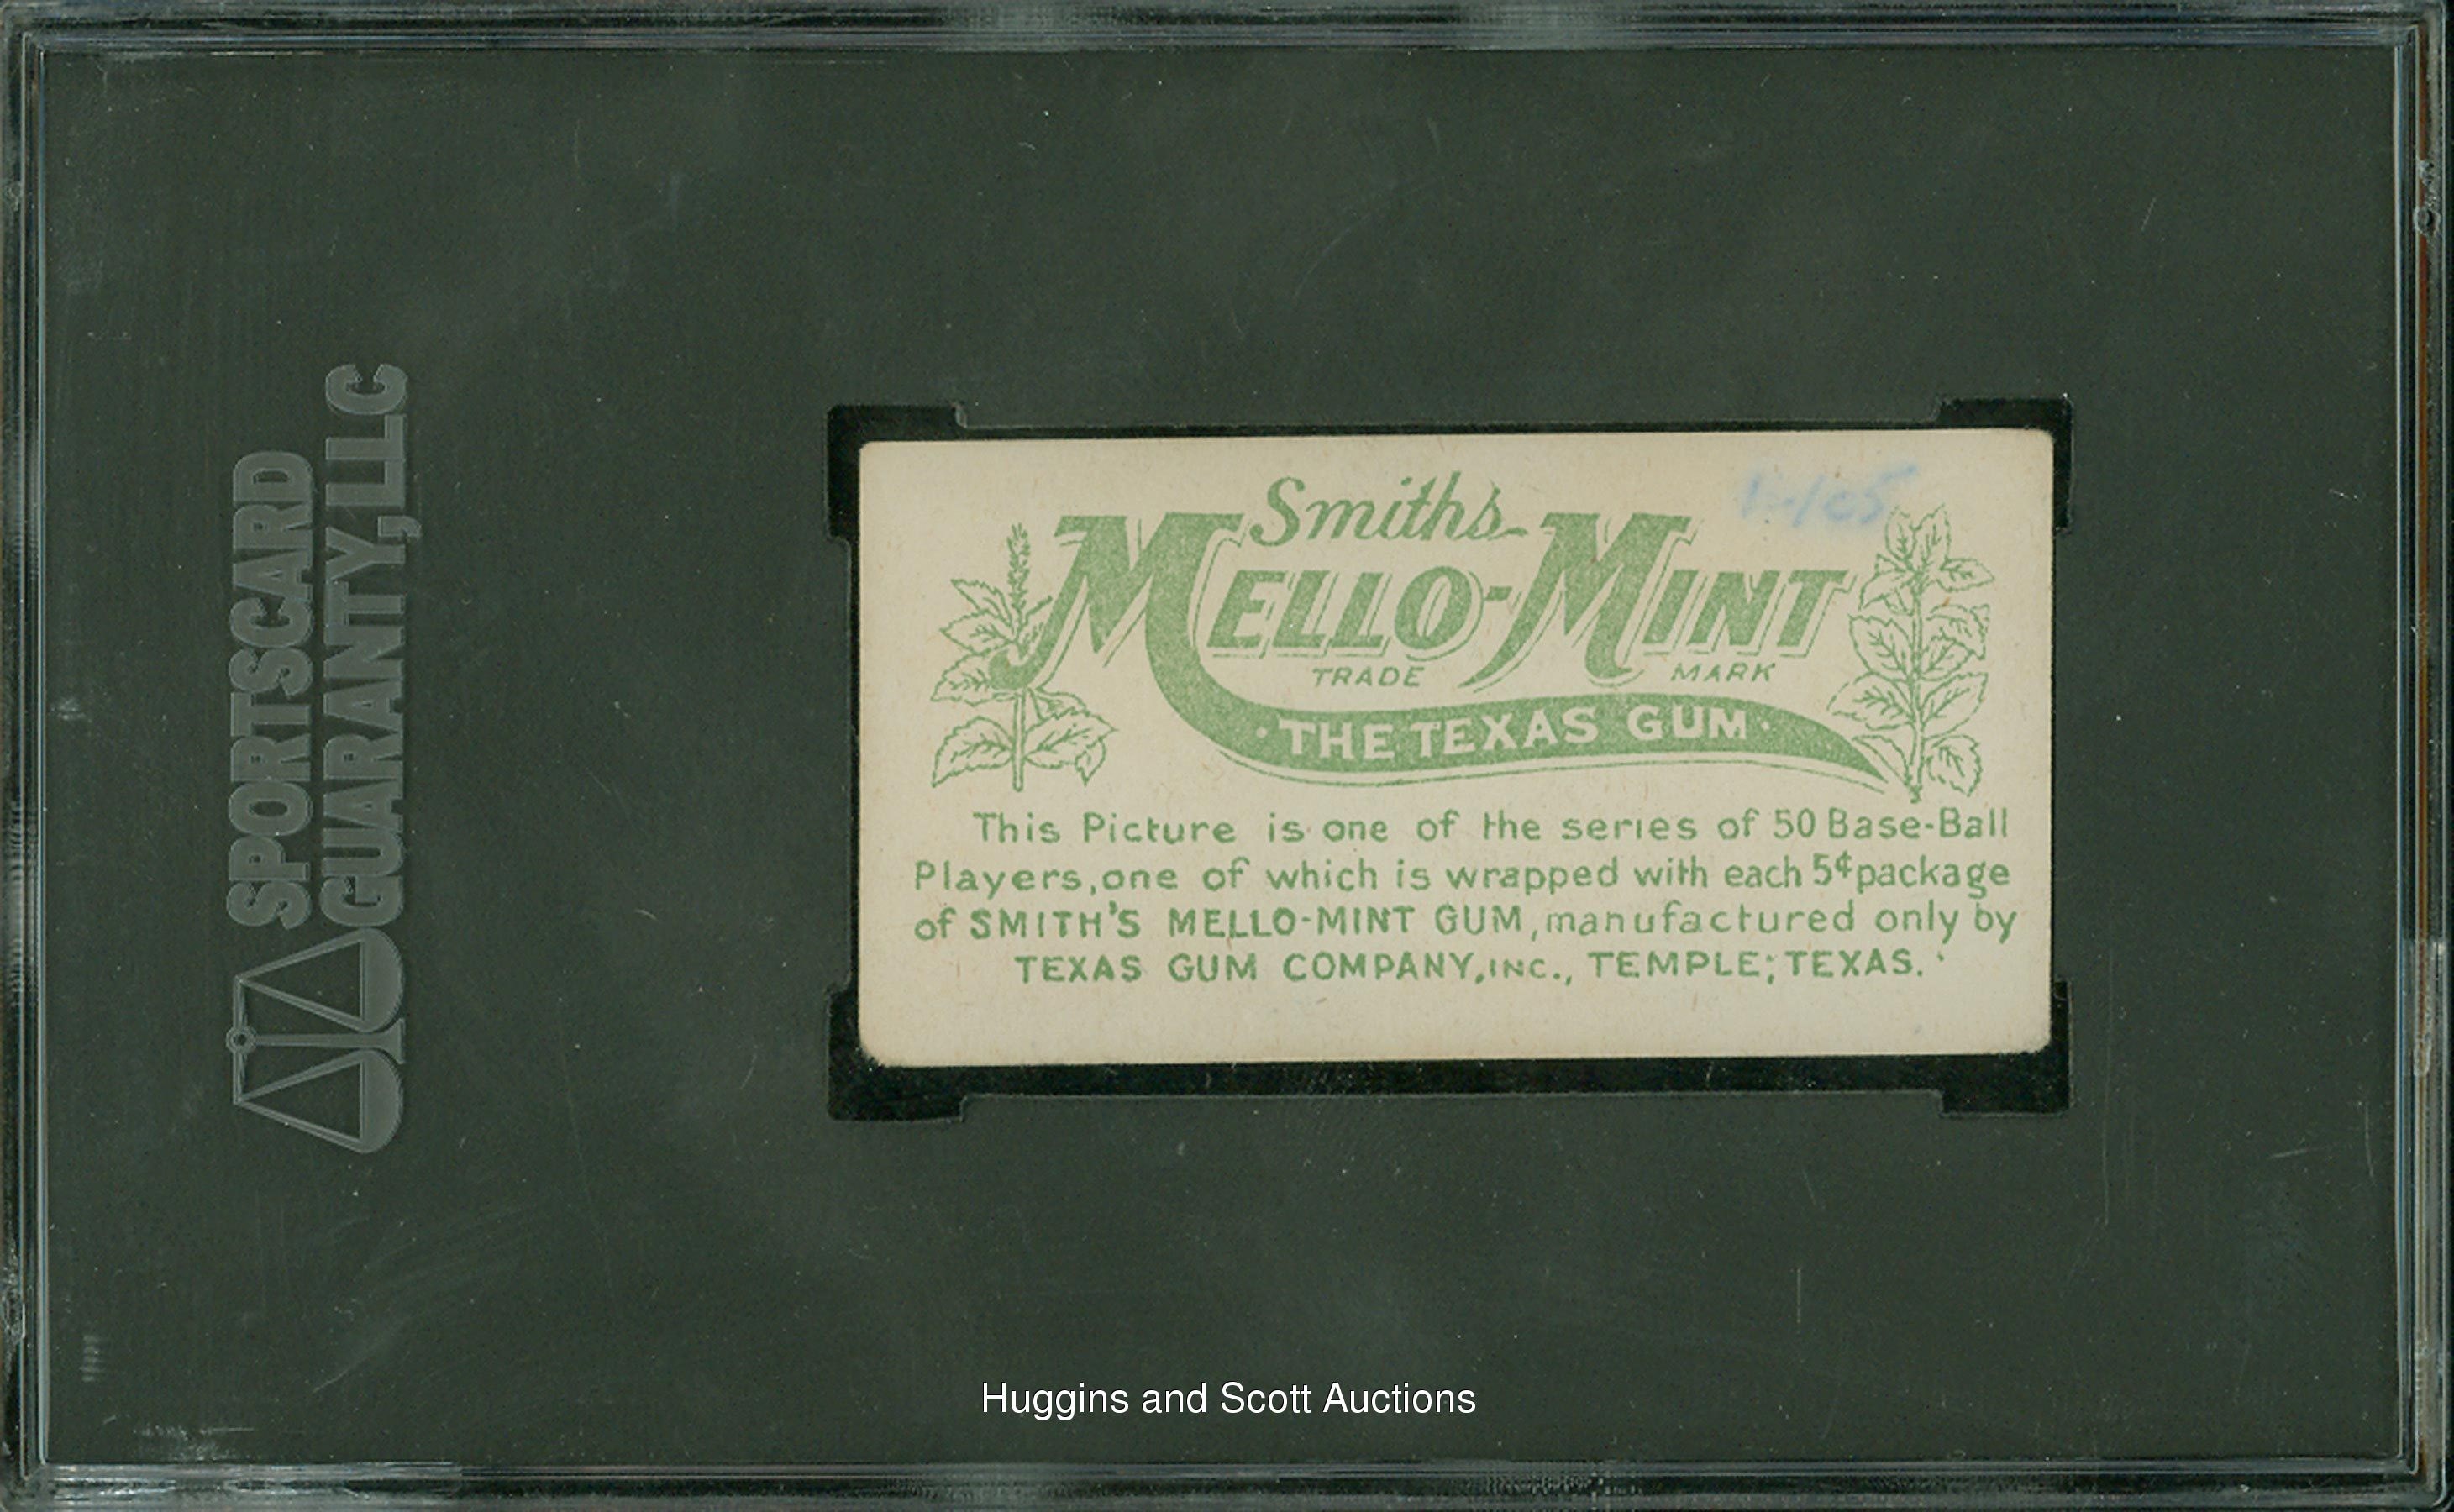 SPORTSCARD
GUARANTY, LLC
Smith's
MELLO-MINT
TRADE MARK
· THE TEXAS GUM ·
This Picture is one of the series of 50 Base-Ball
Players, one of which is wrapped with each 5¢ package
of SMITH'S MELLO-MINT GUM, manufactured only by
TEXAS GUM COMPANY, INC., TEMPLE, TEXAS.
Huggins and Scott Auctions